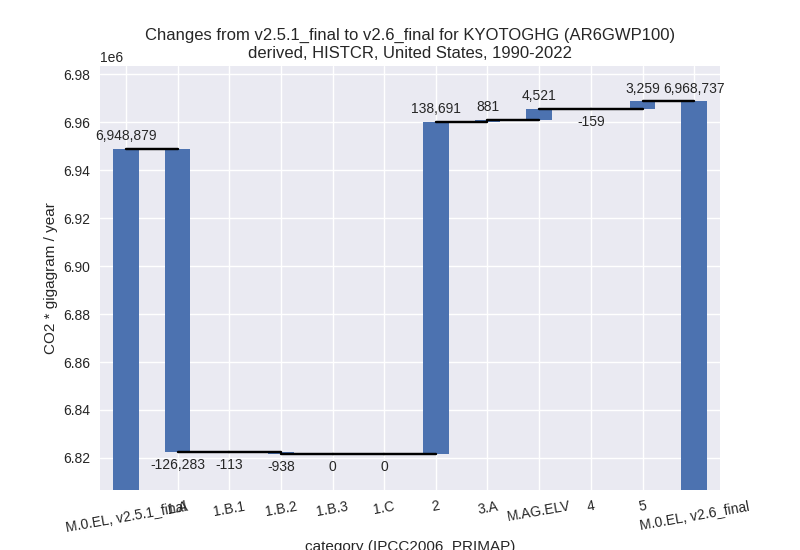 Changes from v2.5.1_final to v2.6_final for KYOTOGHG (AR6GWP100)
derived, HISTCR, United States, 1990-2022
1e6
6.98
6.96
6.94
6.92
6.90
6.88
6.86
6.84
6.82
CO2 * gigagram / year
6,948,879
-126,283
-113
-938
0
0
138,691
881
4,521
-159
3,259
6,968,737
M.0.EL, v2.5.1_final
1.A
1.B.1
1.B.2
1.B.3
1.C
2
3.A
M.AG.ELV
4
5
M.0.EL, v2.6_final
category (IPCC2006_PRIMAP)